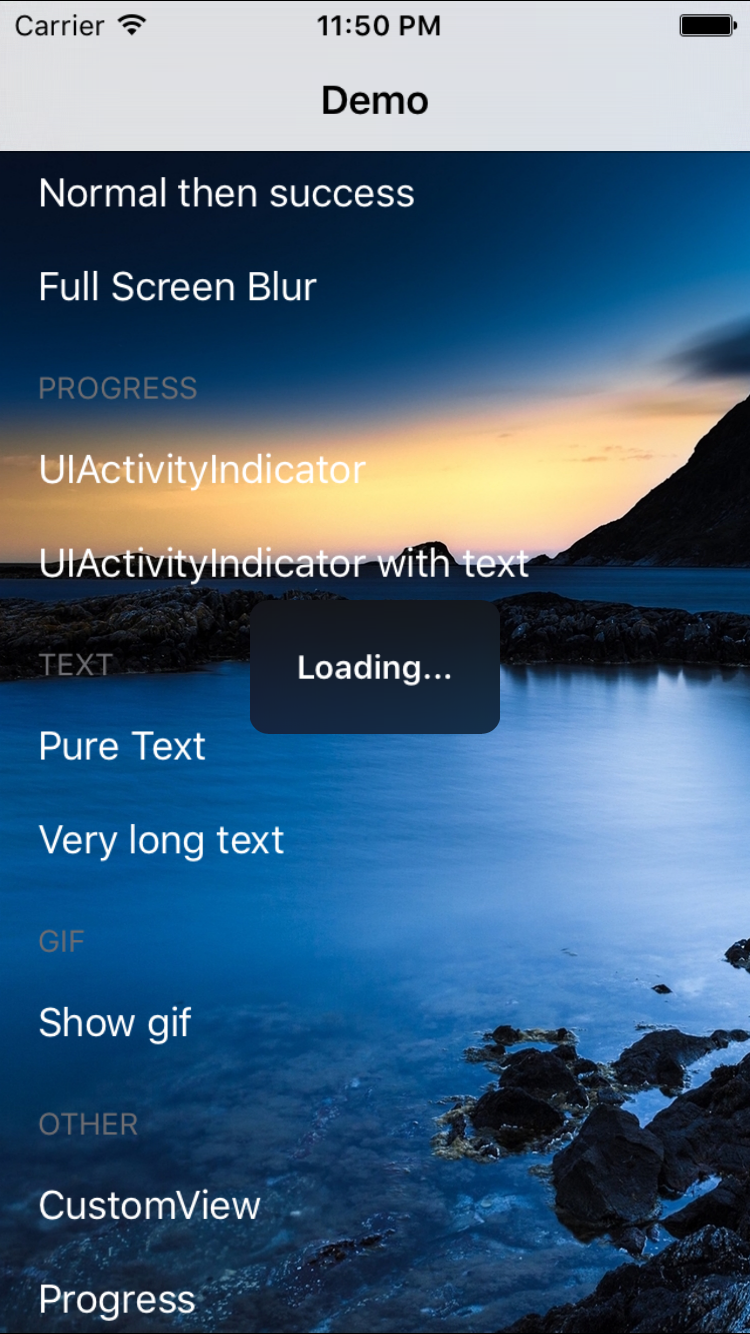 Carrier 11:50 PM
Demo
Normal then success
Full Screen Blur
PROGRESS
UIActivityIndicator
UIActivityIndicator with text
TEXT
Loading...
Pure Text
Very long text
GIF
Show gif
OTHER
CustomView
Progress